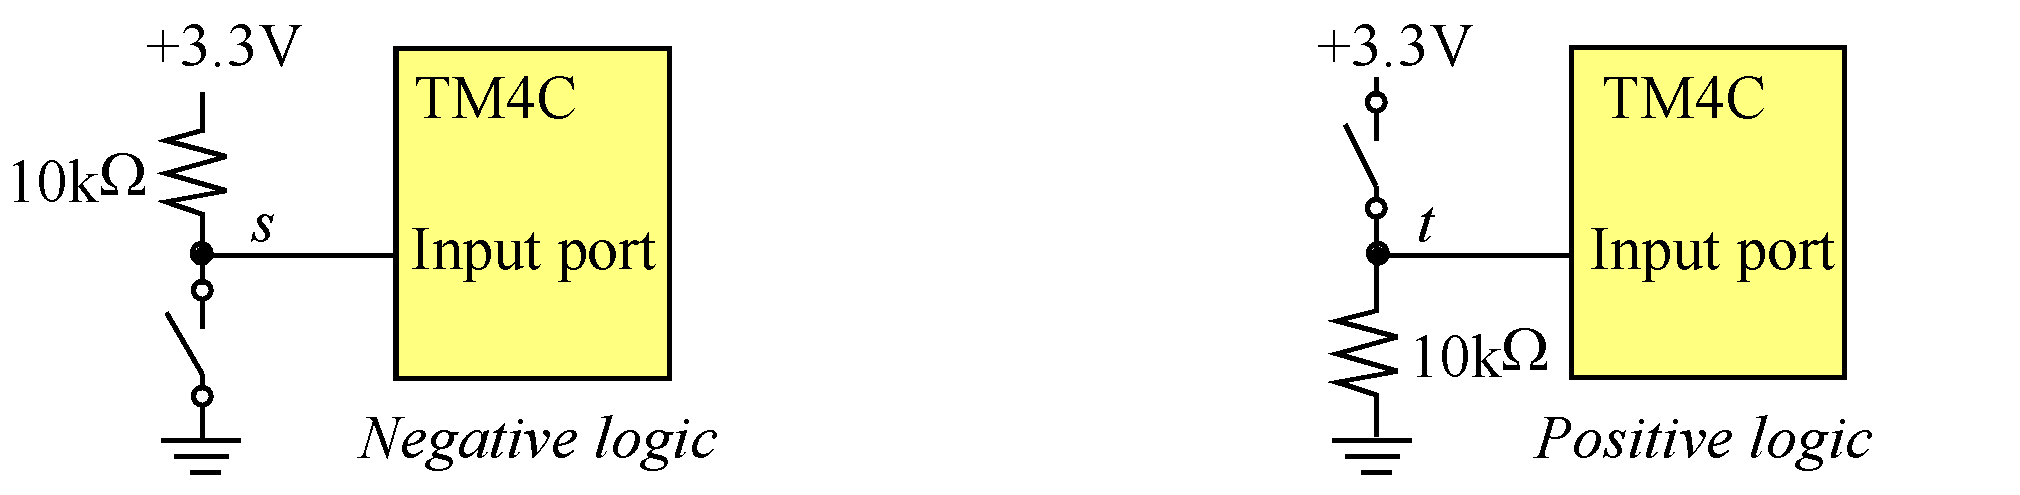 +3.3V
TM4C
10kΩ
s
Input port
Negative logic
+3.3V
TM4C
t
Input port
10kΩ
Positive logic